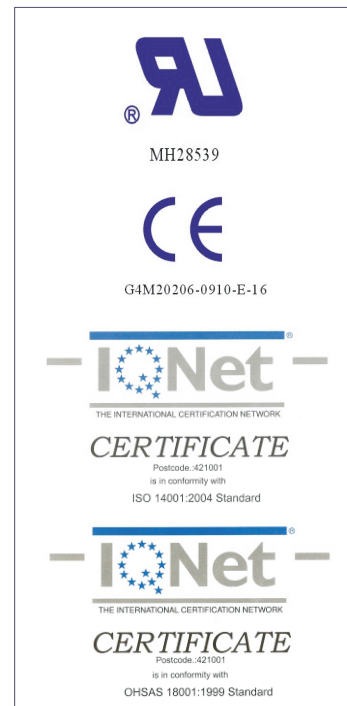 RU
®
MH28539
CE
G4M20206-0910-E-16
IQNet ®
THE INTERNATIONAL CERTIFICATION NETWORK
CERTIFICATE
Postcode.:421001
is in conformity with
ISO 14001:2004 Standard
IQNet ®
THE INTERNATIONAL CERTIFICATION NETWORK
CERTIFICATE
Postcode.:421001
is in conformity with
OHSAS 18001:1999 Standard